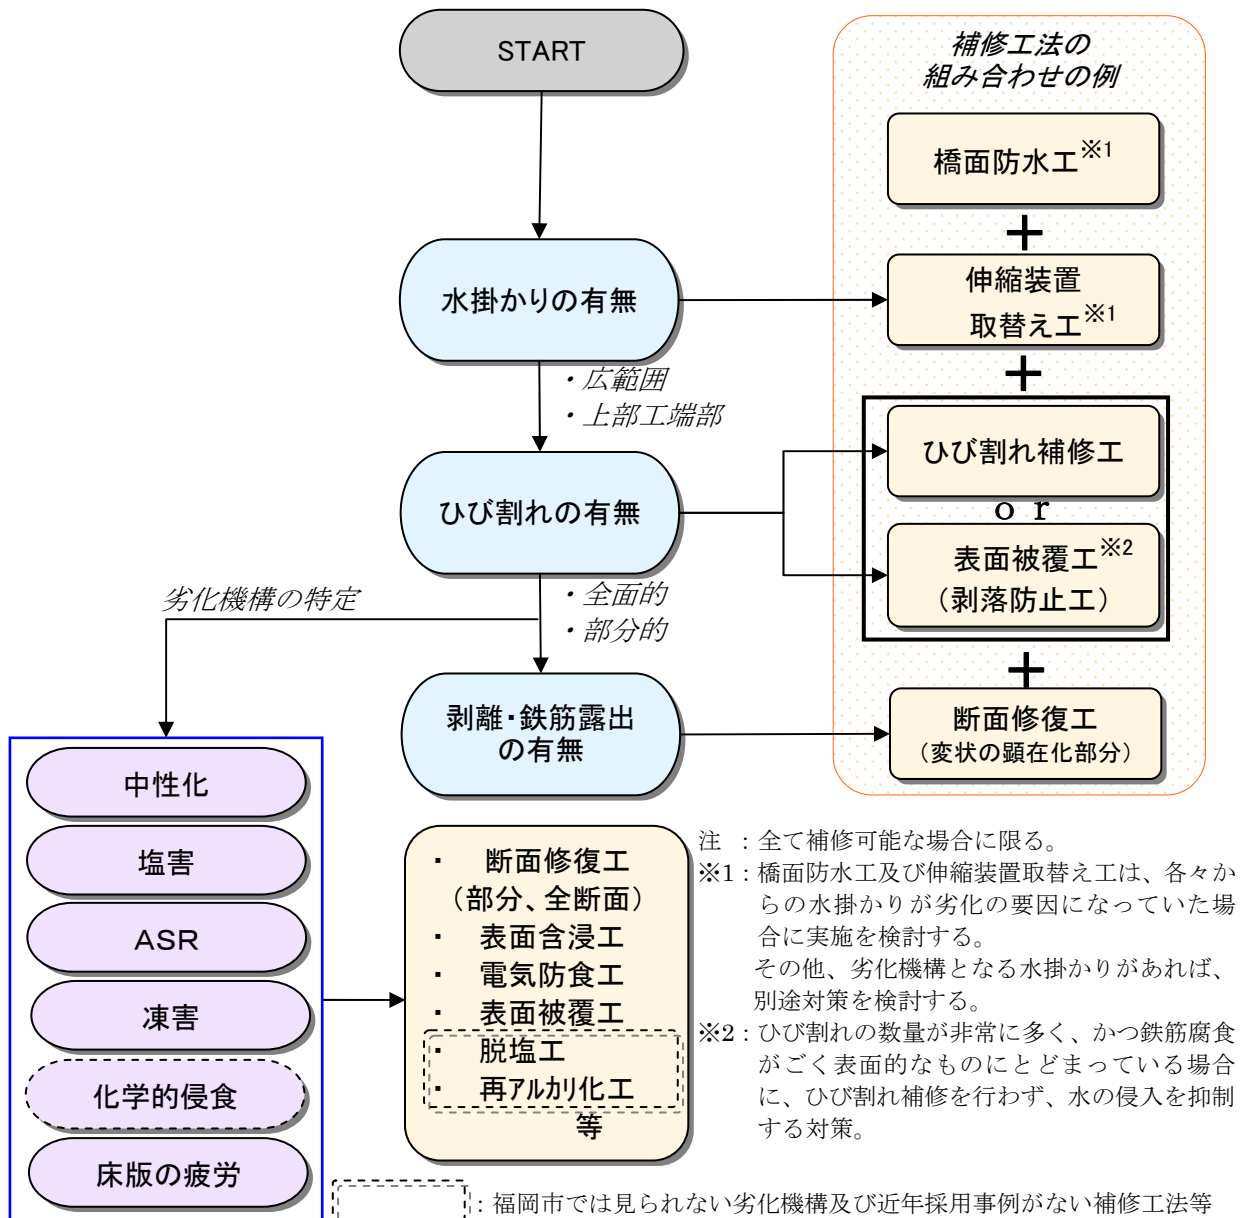 START
補修工法の
組み合わせの例
橋面防水工※1
＋
水掛かりの有無
伸縮装置
取替え工※1
＋
・広範囲
・上部工端部
ひび割れの有無
ひび割れ補修工
or
表面被覆工※2
（剥落防止工）
劣化機構の特定
・全面的
・部分的
＋
剥離・鉄筋露出
の有無
断面修復工
（変状の顕在化部分）
中性化
塩害
ASR
凍害
化学的侵食
床版の疲労
・ 断面修復工
（部分、全断面）
・ 表面含浸工
・ 電気防食工
・ 表面被覆工
・ 脱塩工
・ 再アルカリ化工
等
注 ：全て補修可能な場合に限る。
※1：橋面防水工及び伸縮装置取替え工は、各々か
らの水掛かりが劣化の要因になっていた場
合に実施を検討する。
その他、劣化機構となる水掛かりがあれば、
別途対策を検討する。
※2：ひび割れの数量が非常に多く、かつ鉄筋腐食
がごく表面的なものにとどまっている場合
に、ひび割れ補修を行わず、水の侵入を抑制
する対策。
：福岡市では見られない劣化機構及び近年採用事例がない補修工法等